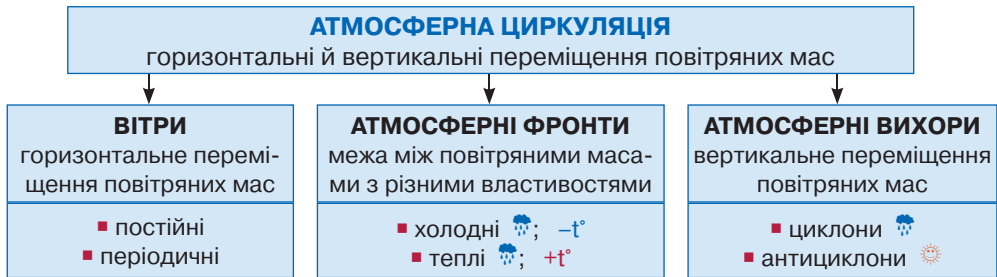 АТМОСФЕРНА ЦИРКУЛЯЦІЯ
горизонтальні й вертикальні переміщення повітряних мас
ВІТРИ
горизонтальне перемі-
щення повітряних мас
■ постійні
■ періодичні
АТМОСФЕРНІ ФРОНТИ
межа між повітряними маса-
ми з різними властивостями
■ холодні ; –t°
■ теплі ; +t°
АТМОСФЕРНІ ВИХОРИ
вертикальне переміщення
повітряних мас
■ циклони
■ антициклони